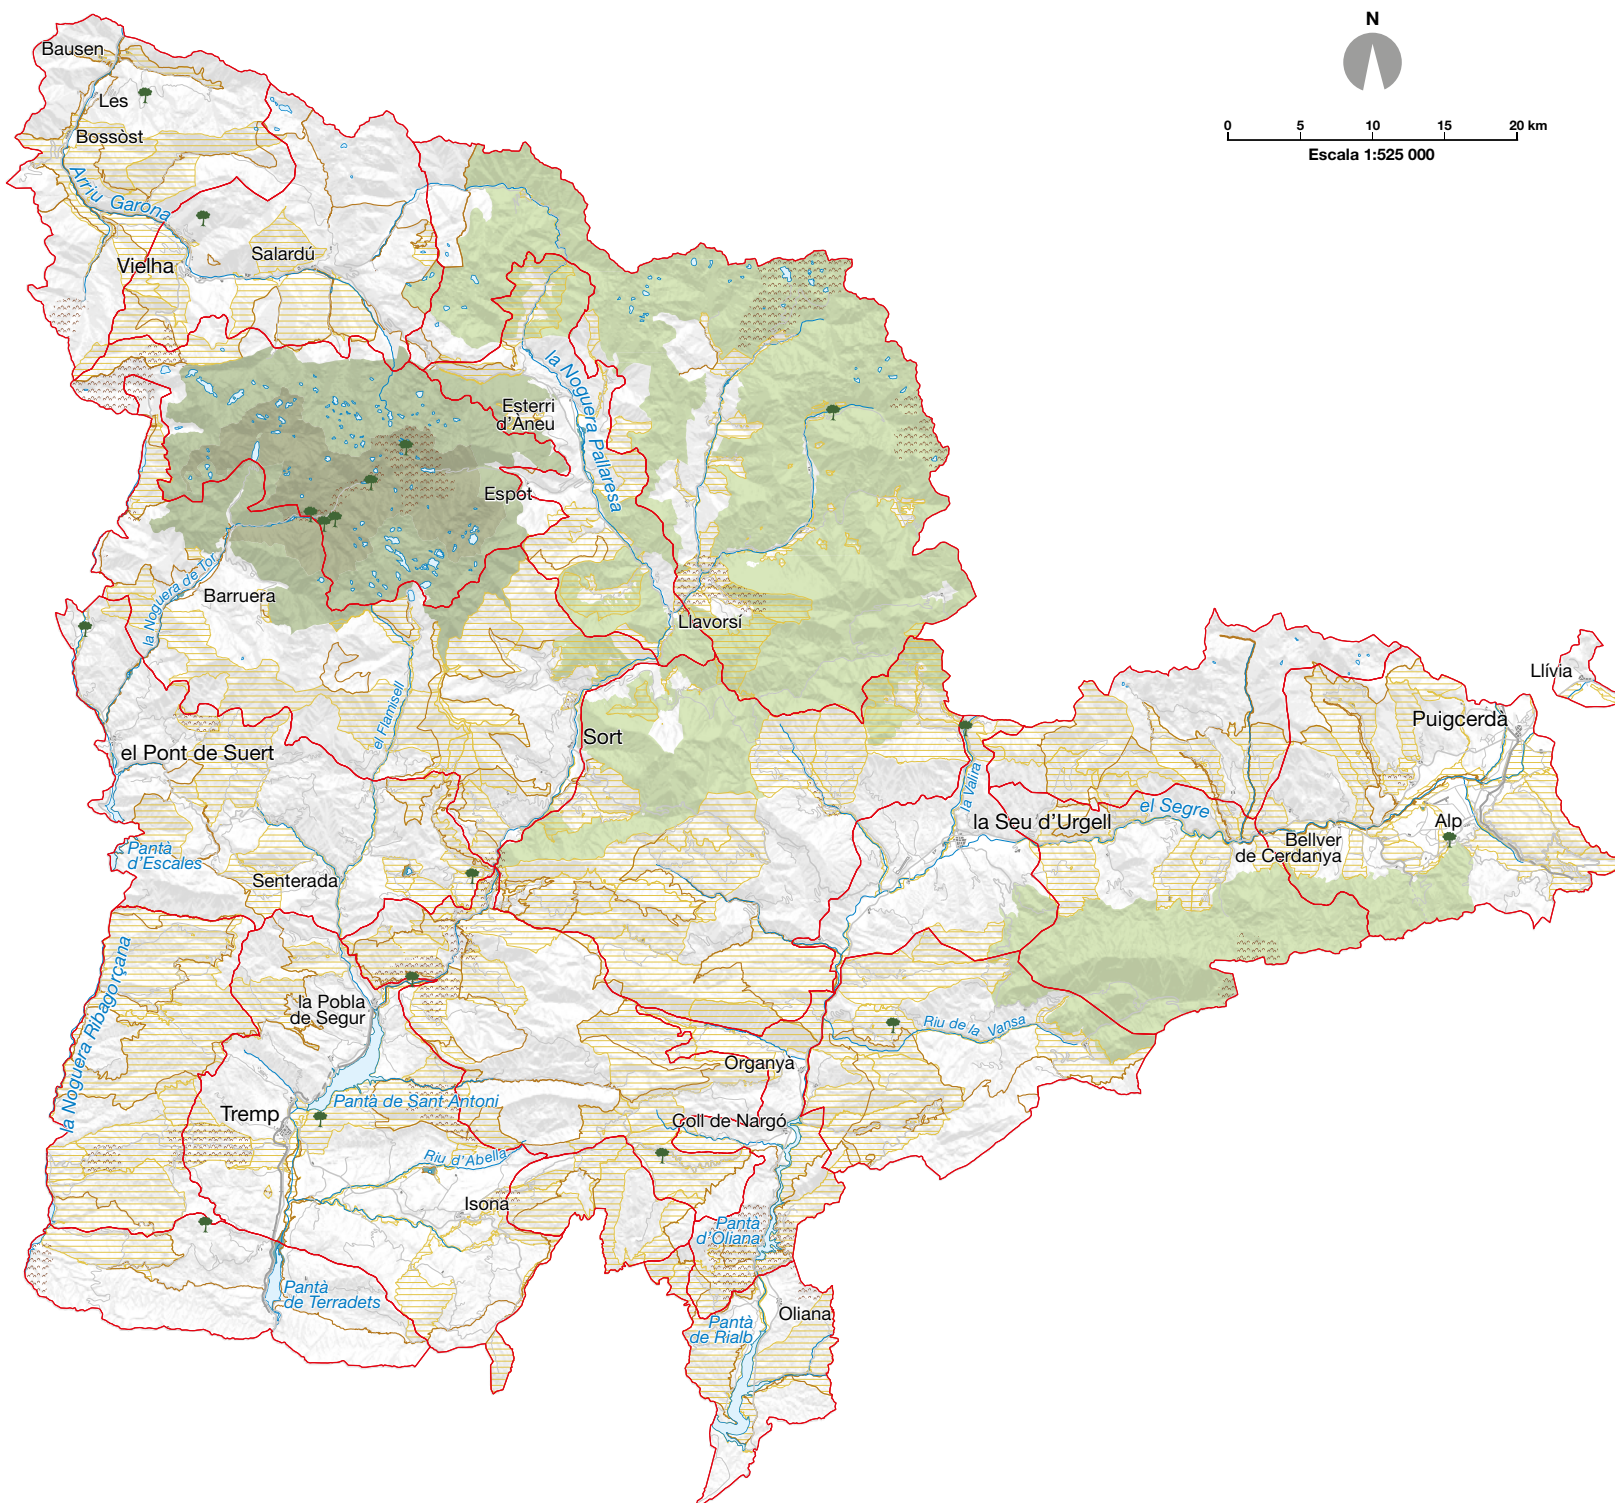 N
0 5 10 15 20 km
Escala 1:525 000
Bausen
Les
Bossòst
Arriu Garona
Vielha
Salardú
la Noguera Pallaresa
Esterri
d'Àneu
Espot
la Noguera de Tor
Barruera
Llavorsí
Llívia
el Flamisell
Sort
Puigcerdà
el Pont de Suert
la Valira
el Segre
la Seu d'Urgell
Alp
Bellver
de Cerdanya
Pantà
d'Escales
Senterada
la Noguera Ribagorçana
la Pobla
de Segur
Riu de la Vansa
Organyà
Pantà de Sant Antoni
Tremp
Coll de Nargó
Riu d'Abella
Isona
Pantà
d'Oliana
Pantà
de Terradets
Oliana
Pantà
de Rialb